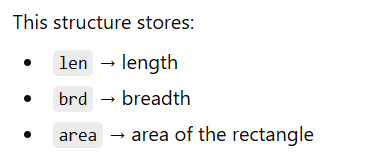 This structure stores:
• len → length
• brd → breadth
• area → area of the rectangle